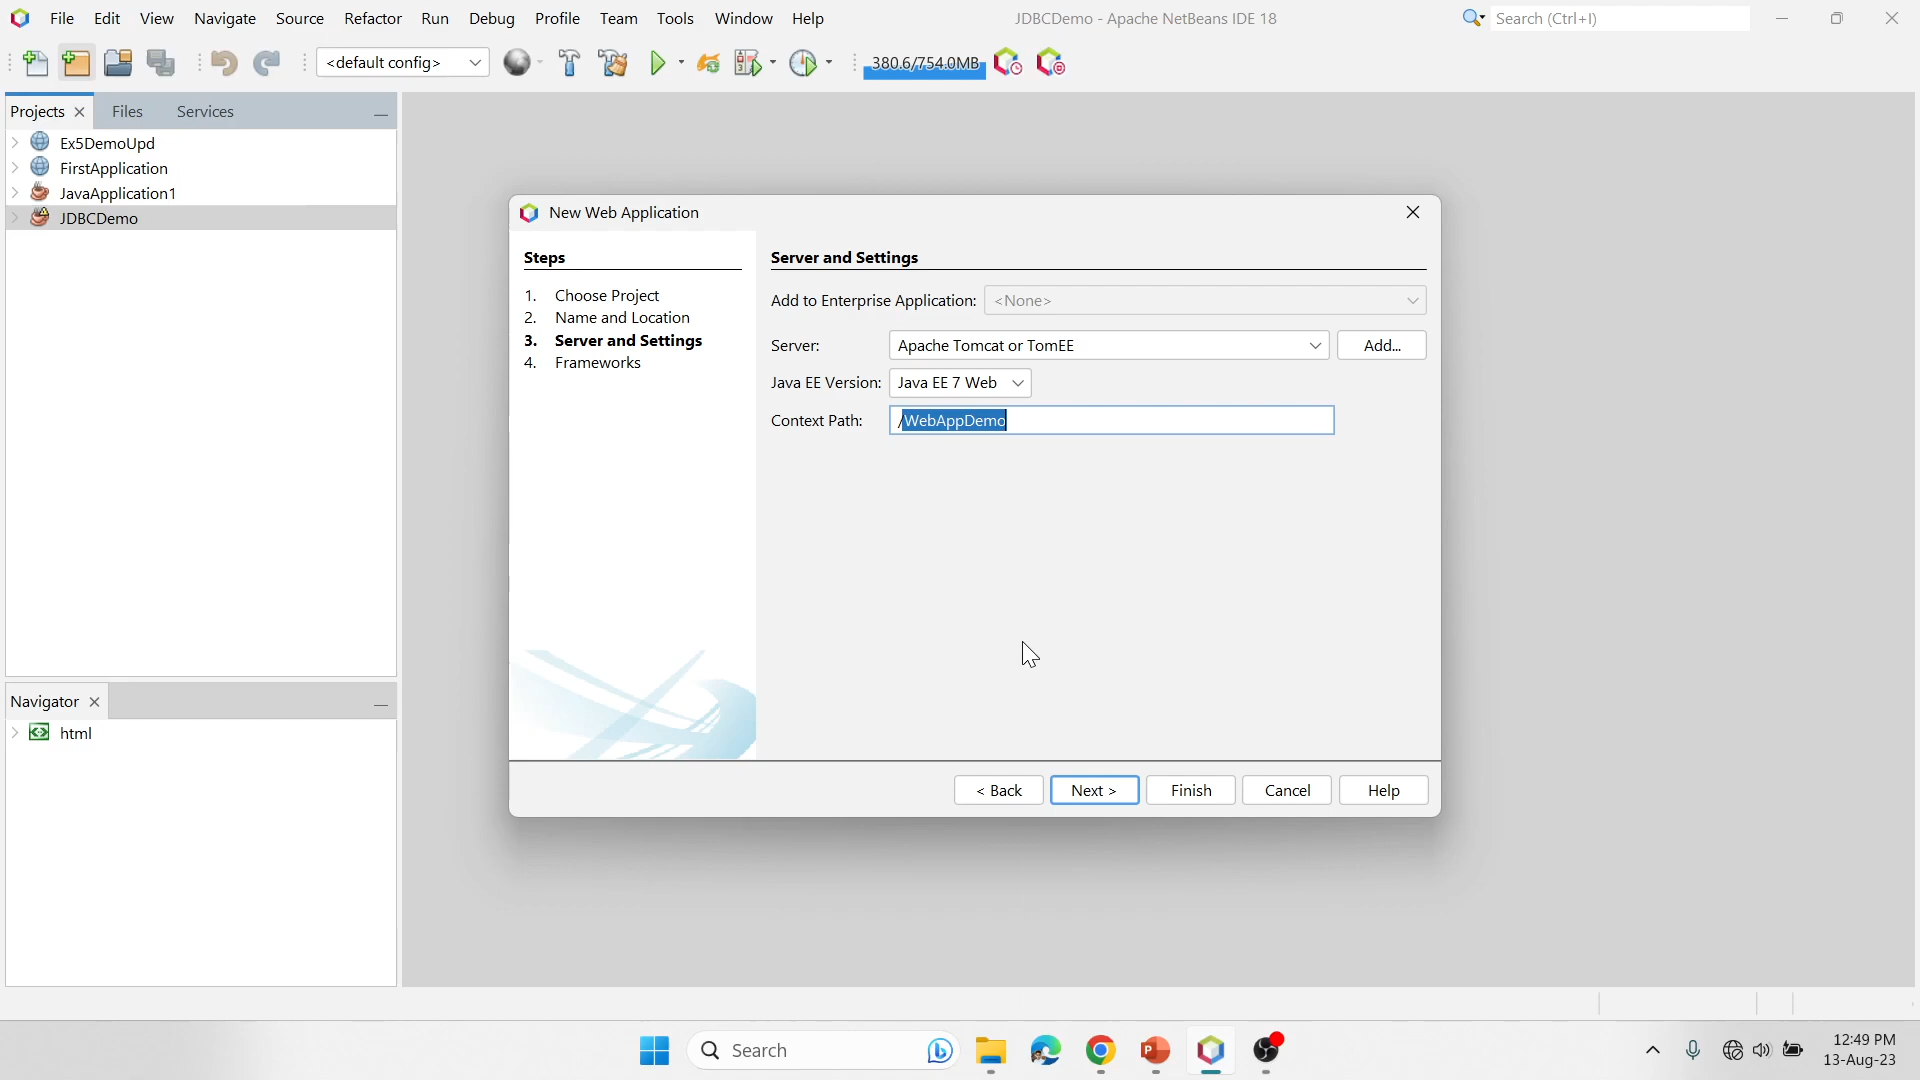 File Edit View Navigate Source Refactor Run Debug Profile Team Tools Window Help
JDBCDemo - Apache NetBeans IDE 18
Search (Ctrl+I)
<default config>
380.6/754.0MB
Projects
Files
Services
Ex5DemoUpd
FirstApplication
JavaApplication1
JDBCDemo
Navigator
html
New Web Application
Steps
1. Choose Project
2. Name and Location
3. Server and Settings
4. Frameworks
Server and Settings
Add to Enterprise Application: <None>
Server: Apache Tomcat or TomEE Add...
Java EE Version: Java EE 7 Web
Context Path: /WebAppDemo
< Back Next > Finish Cancel Help
Search
12:49 PM
13-Aug-23